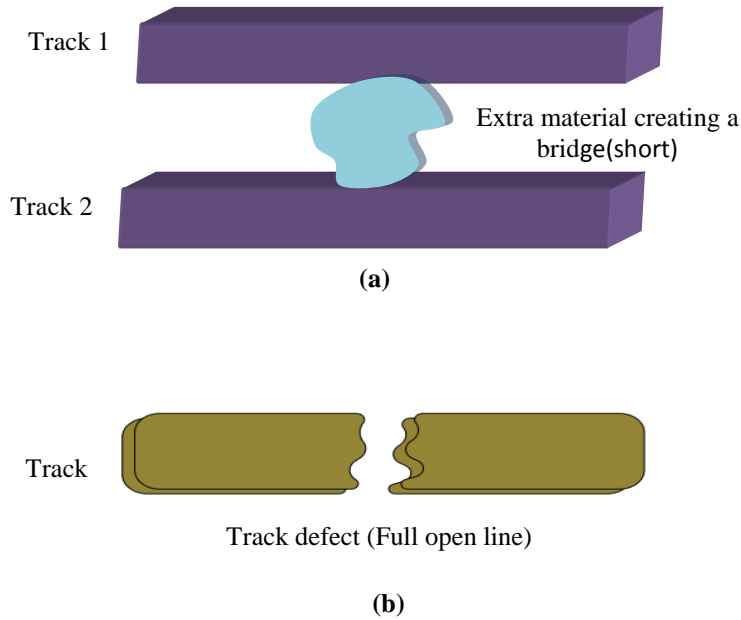 Track 1
Extra material creating a
bridge(short)
Track 2
(a)
Track
Track defect (Full open line)
(b)